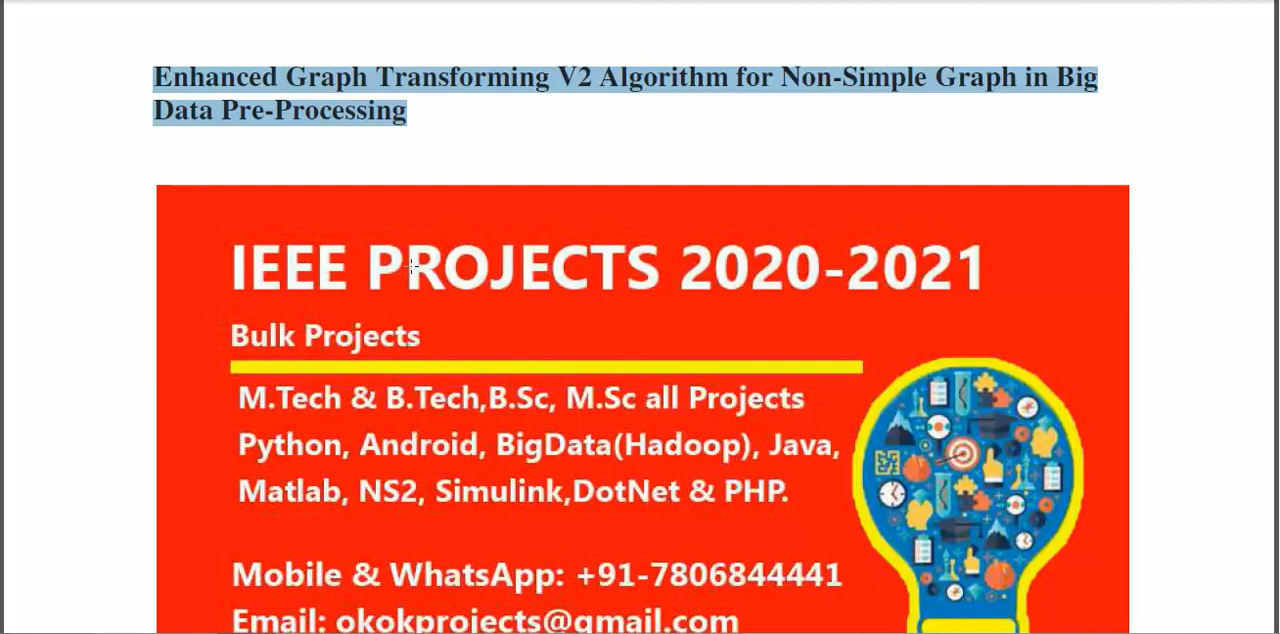 Enhanced Graph Transforming V2 Algorithm for Non-Simple Graph in Big
Data Pre-Processing
IEEE PROJECTS 2020-2021
Bulk Projects
M.Tech & B.Tech,B.Sc, M.Sc all Projects
Python, Android, BigData(Hadoop), Java,
Matlab, NS2, Simulink,DotNet & PHP.
Mobile & WhatsApp: +91-7806844441
Email: okokprojects@gmail.com